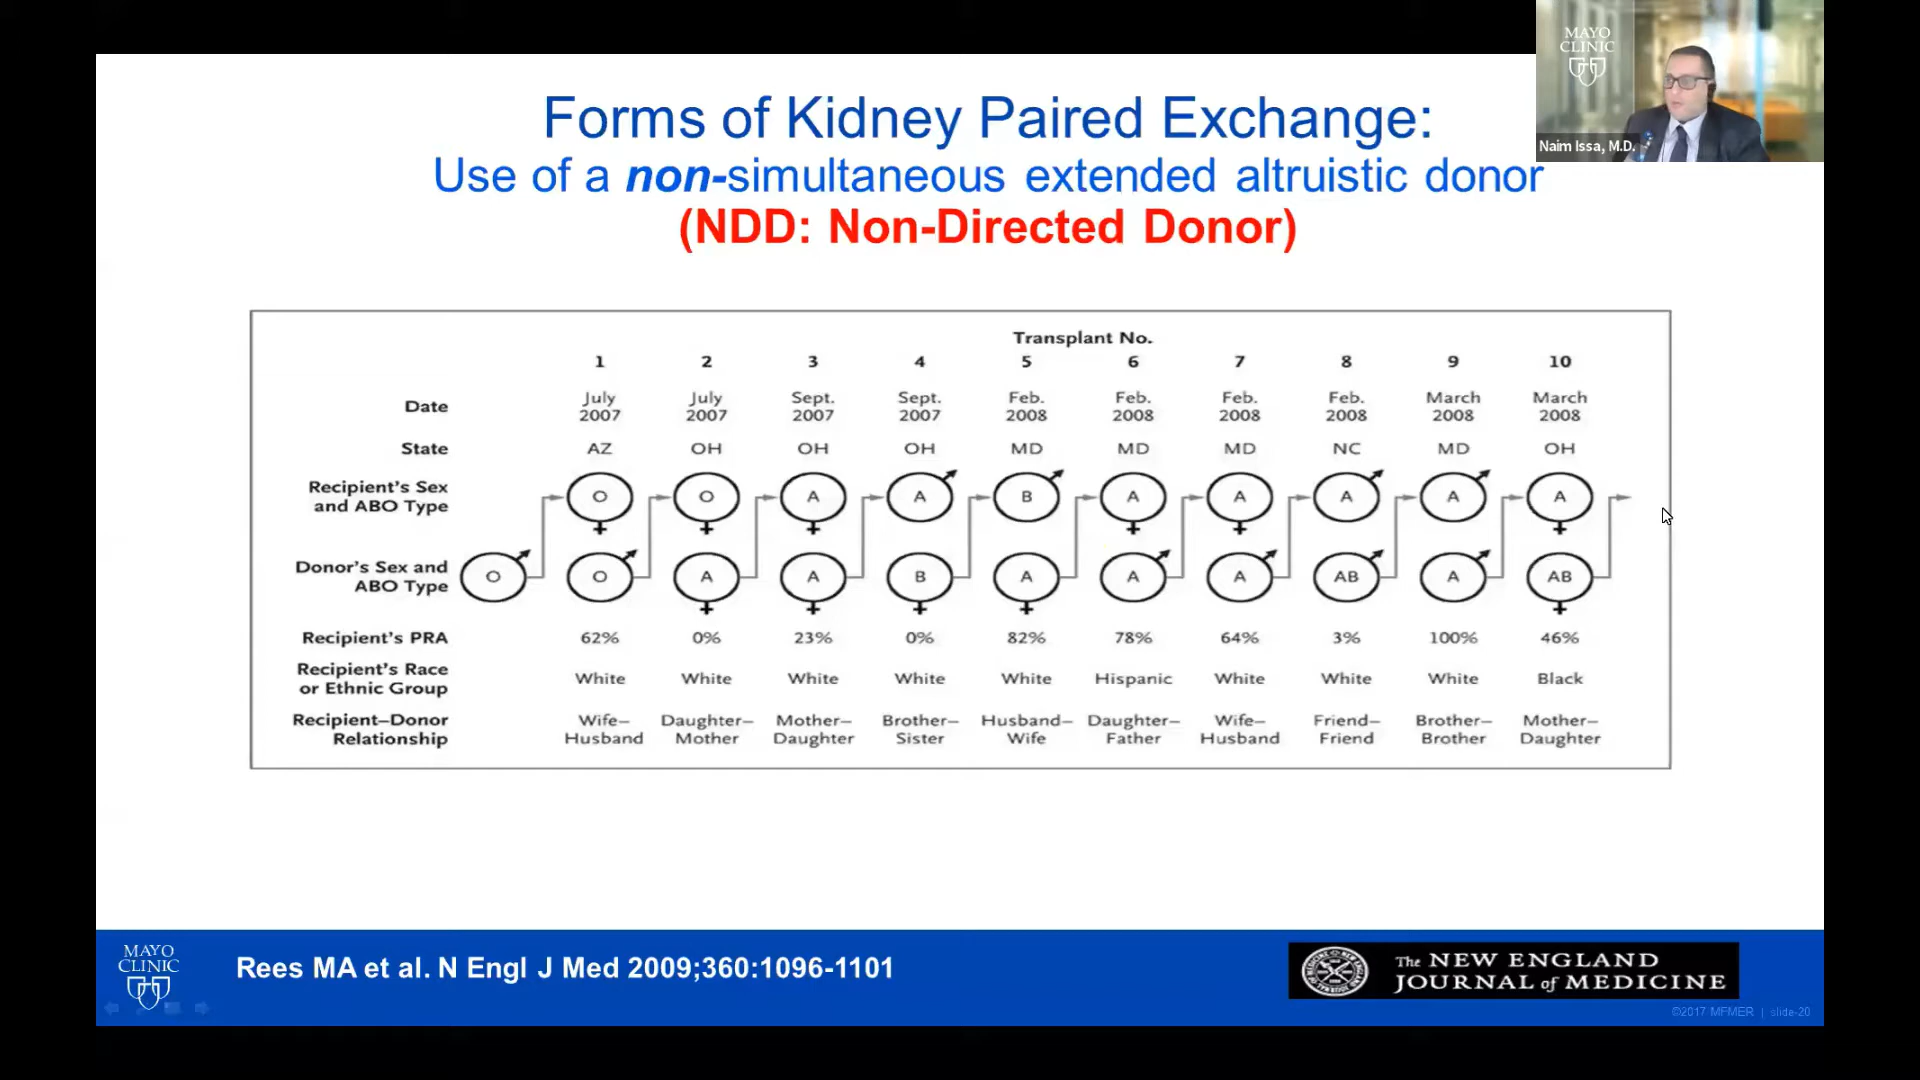 MAYO
CLINIC
Naim Issa, M.D.
Forms of Kidney Paired Exchange:
Use of a non-simultaneous extended altruistic donor
(NDD: Non-Directed Donor)
Transplant No.
1 2 3 4 5 6 7 8 9 10
Date July 2007 July 2007 Sept. 2007 Sept. 2007 Feb. 2008 Feb. 2008 Feb. 2008 Feb. 2008 March 2008 March 2008
State AZ OH OH OH MD MD MD NC MD OH
Recipient's Sex and ABO Type O O A A B A A A A A
Donor's Sex and ABO Type O O A A B A A A AB A AB
Recipient's PRA 62% 0% 23% 0% 82% 78% 64% 3% 100% 46%
Recipient's Race or Ethnic Group White White White White White Hispanic White White White Black
Recipient–Donor Relationship Wife–Husband Daughter–Mother Mother–Daughter Brother–Sister Husband–Wife Daughter–Father Wife–Husband Friend–Friend Brother–Brother Mother–Daughter
MAYO
CLINIC
Rees MA et al. N Engl J Med 2009;360:1096-1101
The NEW ENGLAND
JOURNAL of MEDICINE
©2017 MFMER | slide-20